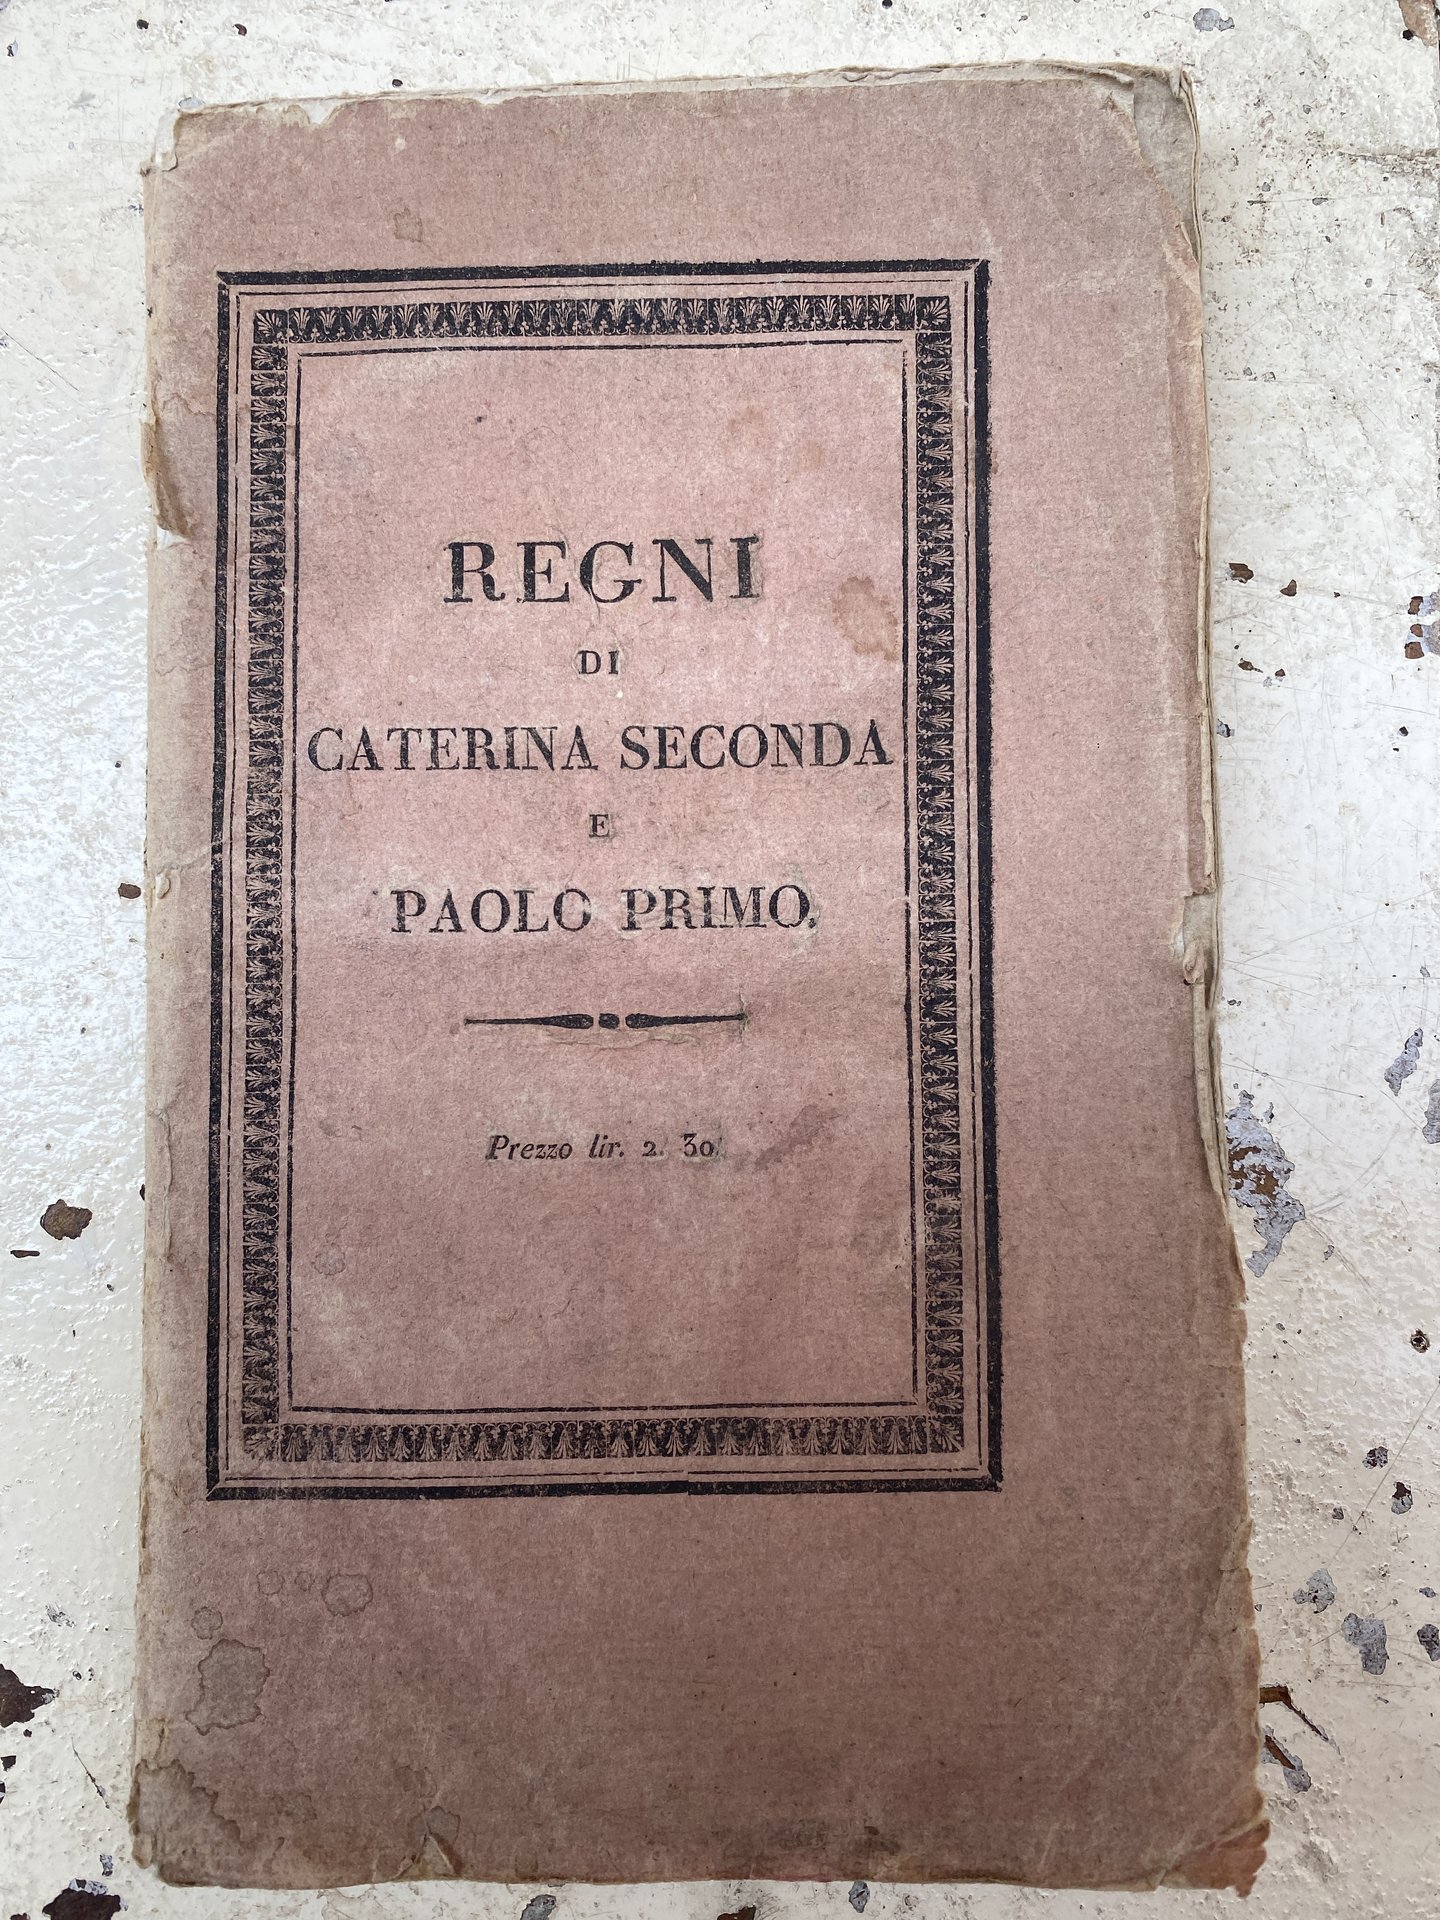 REGNI
DI
CATERINA SECONDA
E
PAOLO PRIMO.
Prezzo lir. 2. 30.